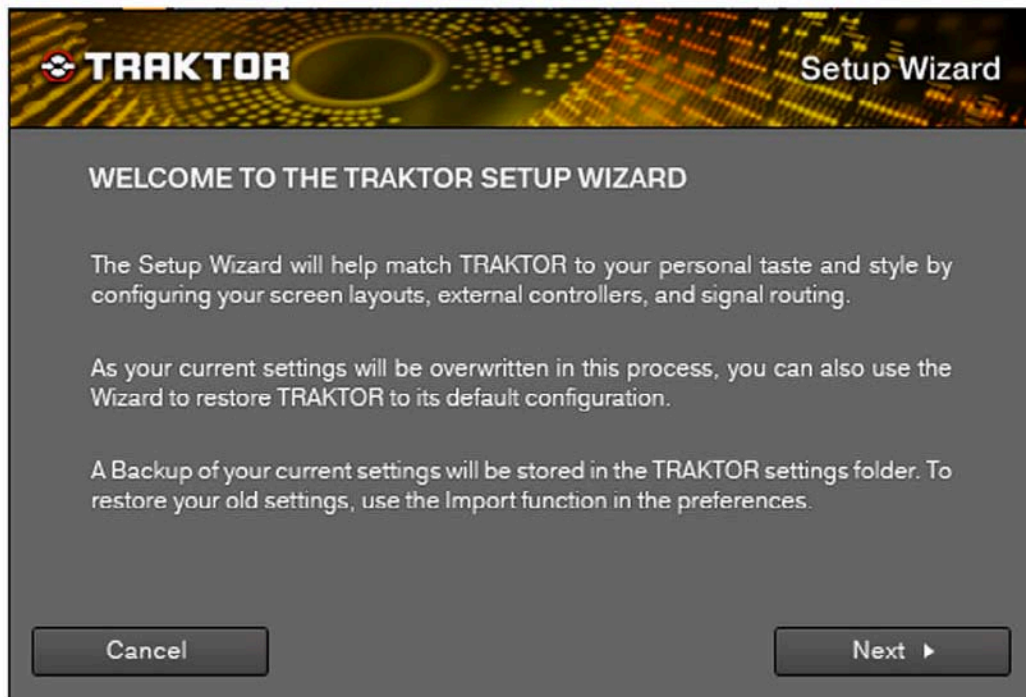 TRAKTOR
Setup Wizard
WELCOME TO THE TRAKTOR SETUP WIZARD
The Setup Wizard will help match TRAKTOR to your personal taste and style by
configuring your screen layouts, external controllers, and signal routing.
As your current settings will be overwritten in this process, you can also use the
Wizard to restore TRAKTOR to its default configuration.
A Backup of your current settings will be stored in the TRAKTOR settings folder. To
restore your old settings, use the Import function in the preferences.
Cancel
Next